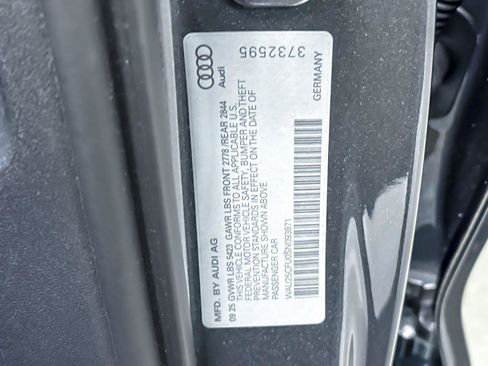 MFD. BY AUDI AG
09 25 GVWR LBS 5423 GAWR LBS FRONT 2778 /REAR 2844
THIS VEHICLE CONFORMS TO ALL APPLICABLE U.S.
FEDERAL MOTOR VEHICLE SAFETY, BUMPER AND THEFT
PREVENTION STANDARDS IN EFFECT ON THE DATE OF
MANUFACTURE SHOWN ABOVE
PASSENGER CAR
GERMANY
Audi
3732595